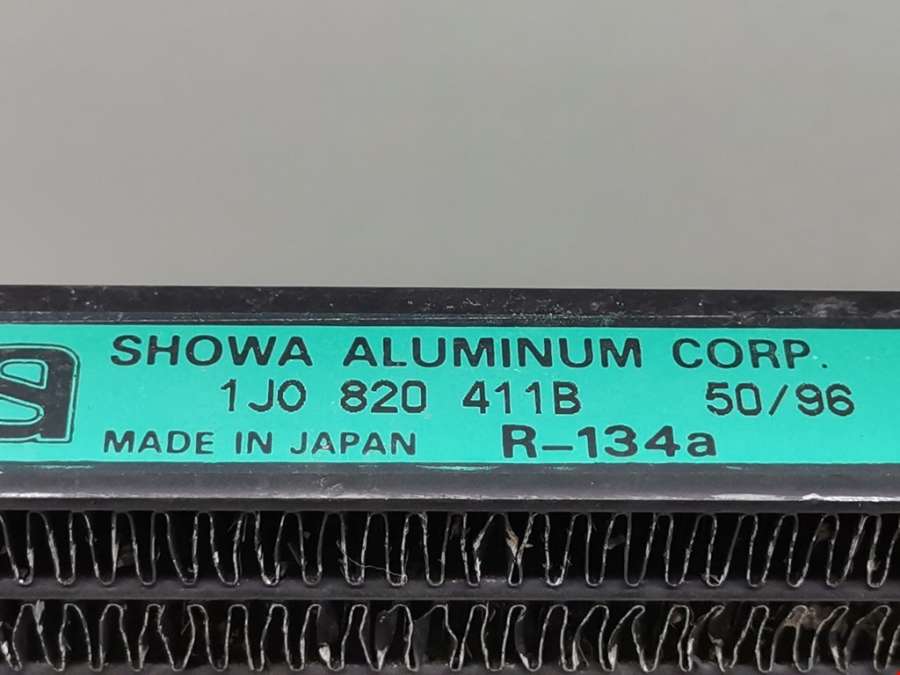 SHOWA ALUMINUM CORP.
1J0 820 411B 50/96
MADE IN JAPAN R-134a